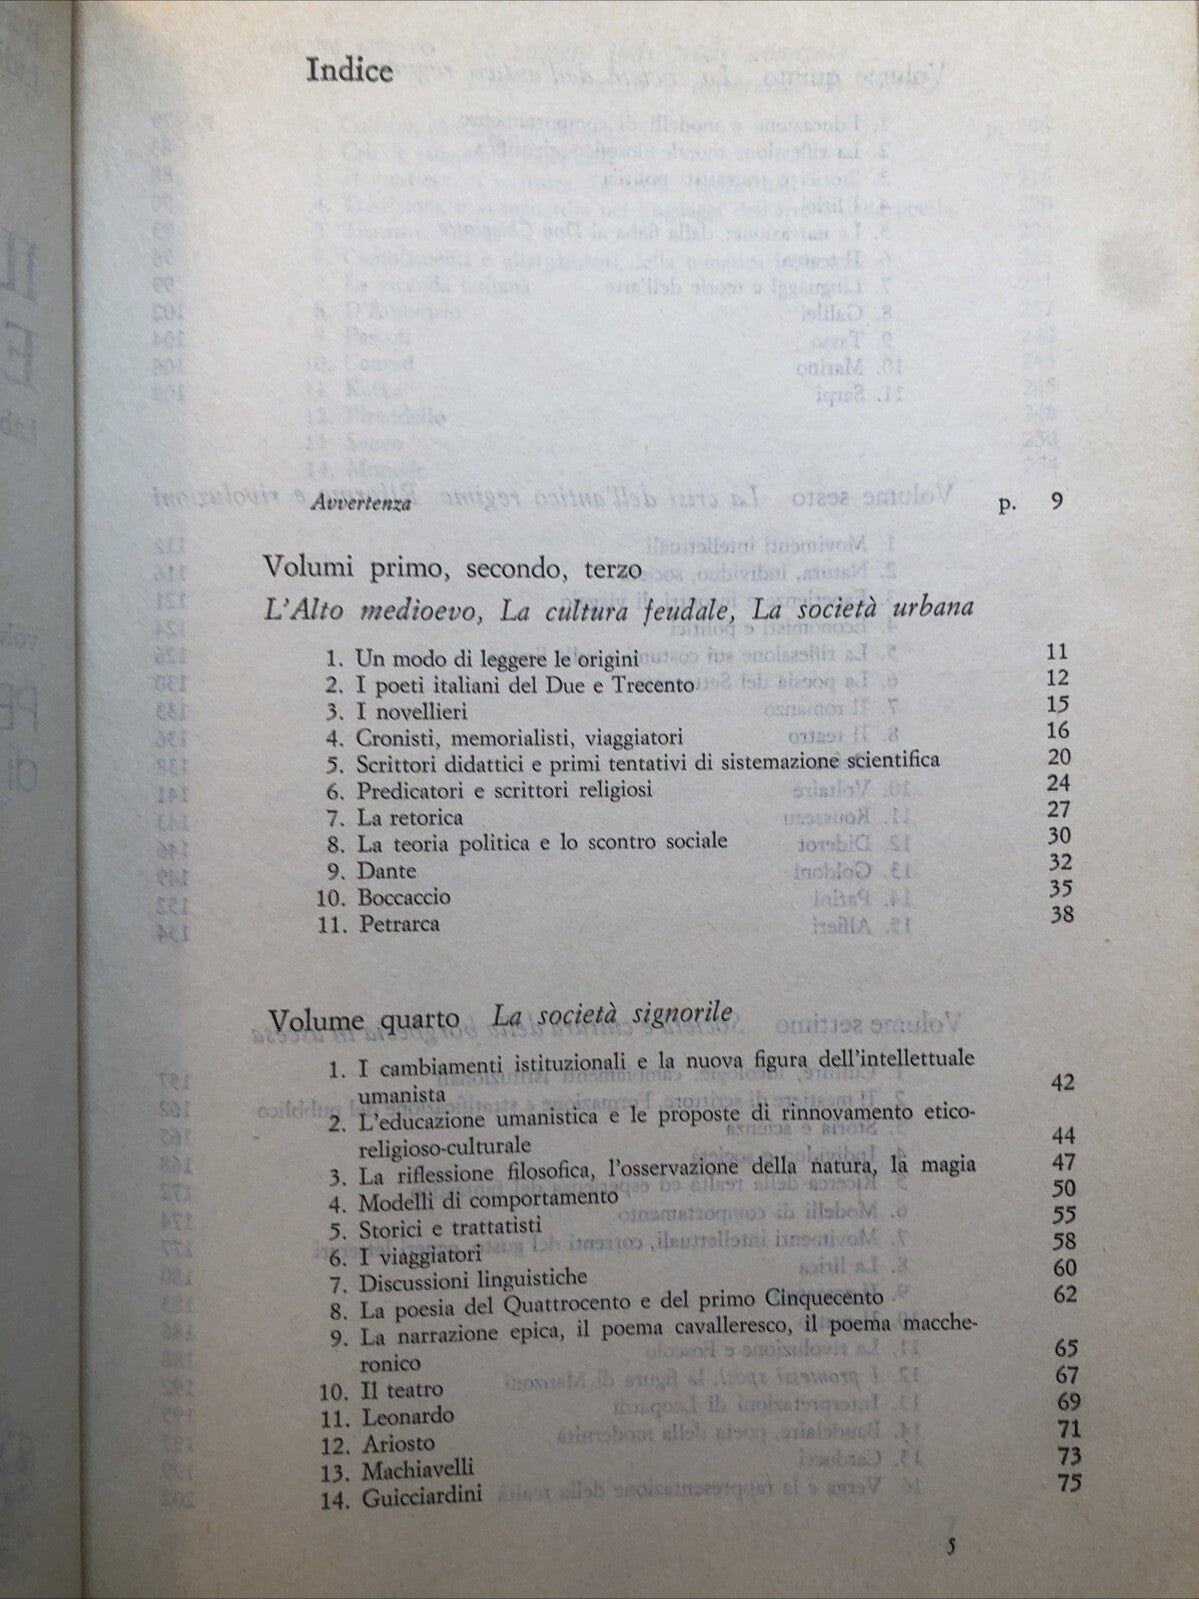 Indice
Avvertenza p. 9
Volumi primo, secondo, terzo
L'Alto medioevo, La cultura feudale, La società urbana
1. Un modo di leggere le origini 11
2. I poeti italiani del Due e Trecento 12
3. I novellieri 15
4. Cronisti, memorialisti, viaggiatori 16
5. Scrittori didattici e primi tentativi di sistemazione scientifica 20
6. Predicatori e scrittori religiosi 24
7. La retorica 27
8. La teoria politica e lo scontro sociale 30
9. Dante 32
10. Boccaccio 35
11. Petrarca 38
Volume quarto La società signorile
1. I cambiamenti istituzionali e la nuova figura dell'intellettuale
umanista 42
2. L'educazione umanistica e le proposte di rinnovamento etico-
religioso-culturale 44
3. La riflessione filosofica, l'osservazione della natura, la magia 47
4. Modelli di comportamento 50
5. Storici e trattatisti 55
6. I viaggiatori 58
7. Discussioni linguistiche 60
8. La poesia del Quattrocento e del primo Cinquecento 62
9. La narrazione epica, il poema cavalleresco, il poema macche-
ronico 65
10. Il teatro 67
11. Leonardo 69
12. Ariosto 71
13. Machiavelli 73
14. Guicciardini 75
5